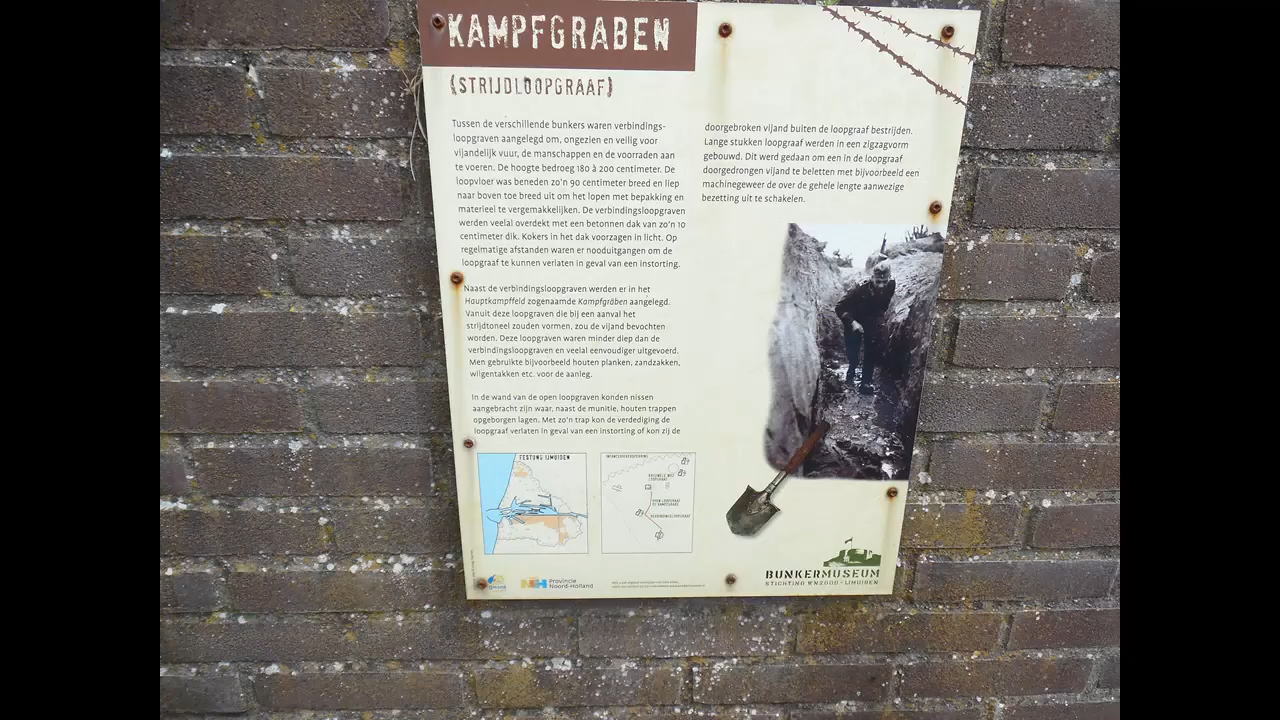 KAMPFGRABEN
(STRIJDLOOPGRAAF)
Tussen de verschillende bunkers waren verbindings-
loopgraven aangelegd om, ongezien en veilig voor
vijandelijk vuur, de manschappen en de voorraden aan
te voeren. De hoogte bedroeg 180 à 200 centimeter. De
loopvloer was beneden zo'n 90 centimeter breed en liep
naar boven toe breed uit om het lopen met bepakking en
materieel te vergemakkelijken. De verbindingsloopgraven
werden veelal overdekt met een betonnen dak van zo'n 10
centimeter dik. Kokers in het dak voorzagen in licht. Op
regelmatige afstanden waren er nooduitgangen om de
loopgraaf te kunnen verlaten in geval van een instorting.
Naast de verbindingsloopgraven werden er in het
Hauptkampffeld zogenaamde Kampfgräben aangelegd.
Vanuit deze loopgraven die bij een aanval het
strijdtoneel zouden vormen, zou de vijand bevochten
worden. Deze loopgraven waren minder diep dan de
verbindingsloopgraven en veelal eenvoudiger uitgevoerd.
Men gebruikte bijvoorbeeld houten planken, zandzakken,
wilgentakken etc. voor de aanleg.
In de wand van de open loopgraven konden nissen
aangebracht zijn waar, naast de munitie, houten trappen
opgeborgen lagen. Met zo'n trap kon de verdediging de
loopgraaf verlaten in geval van een instorting of kon zij de
doorgebroken vijand buiten de loopgraaf bestrijden.
Lange stukken loopgraaf werden in een zigzagvorm
gebouwd. Dit werd gedaan om een in de loopgraaf
doorgedrongen vijand te beletten met bijvoorbeeld een
machinegeweer de over de gehele lengte aanwezige
bezetting uit te schakelen.
FESTUNG IJMUIDEN
VERBINDINGSLOOPGRAAF
Provincie
Noord-Holland
BUNKERMUSEUM
STICHTING WN2000 - IJMUIDEN